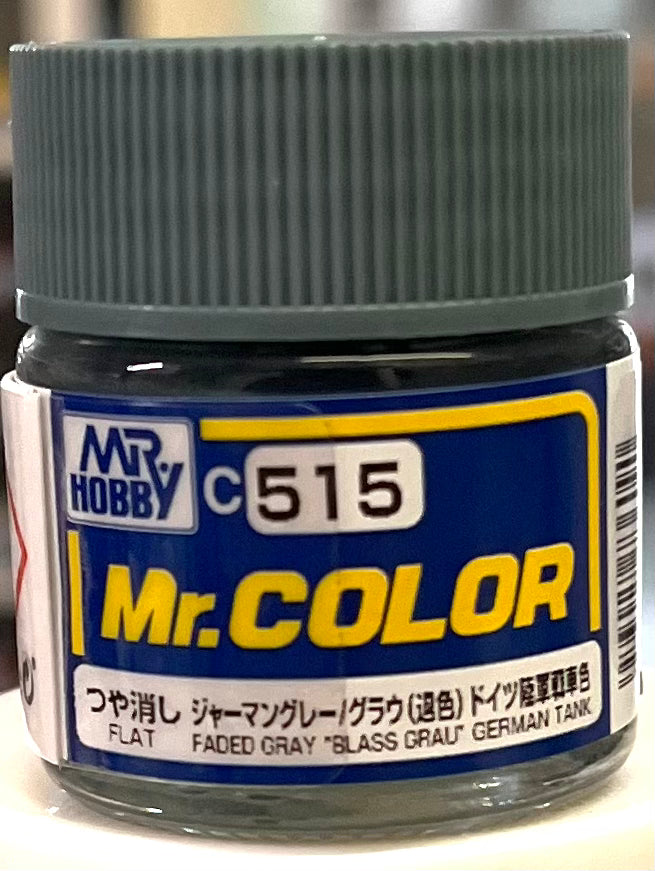 MR.
HOBBY
C 515
Mr.COLOR
つや消し ジャーマングレー/グラウ(退色) ドイツ陸軍戦車色
FLAT FADED GRAY "BLASS GRAU" GERMAN TANK